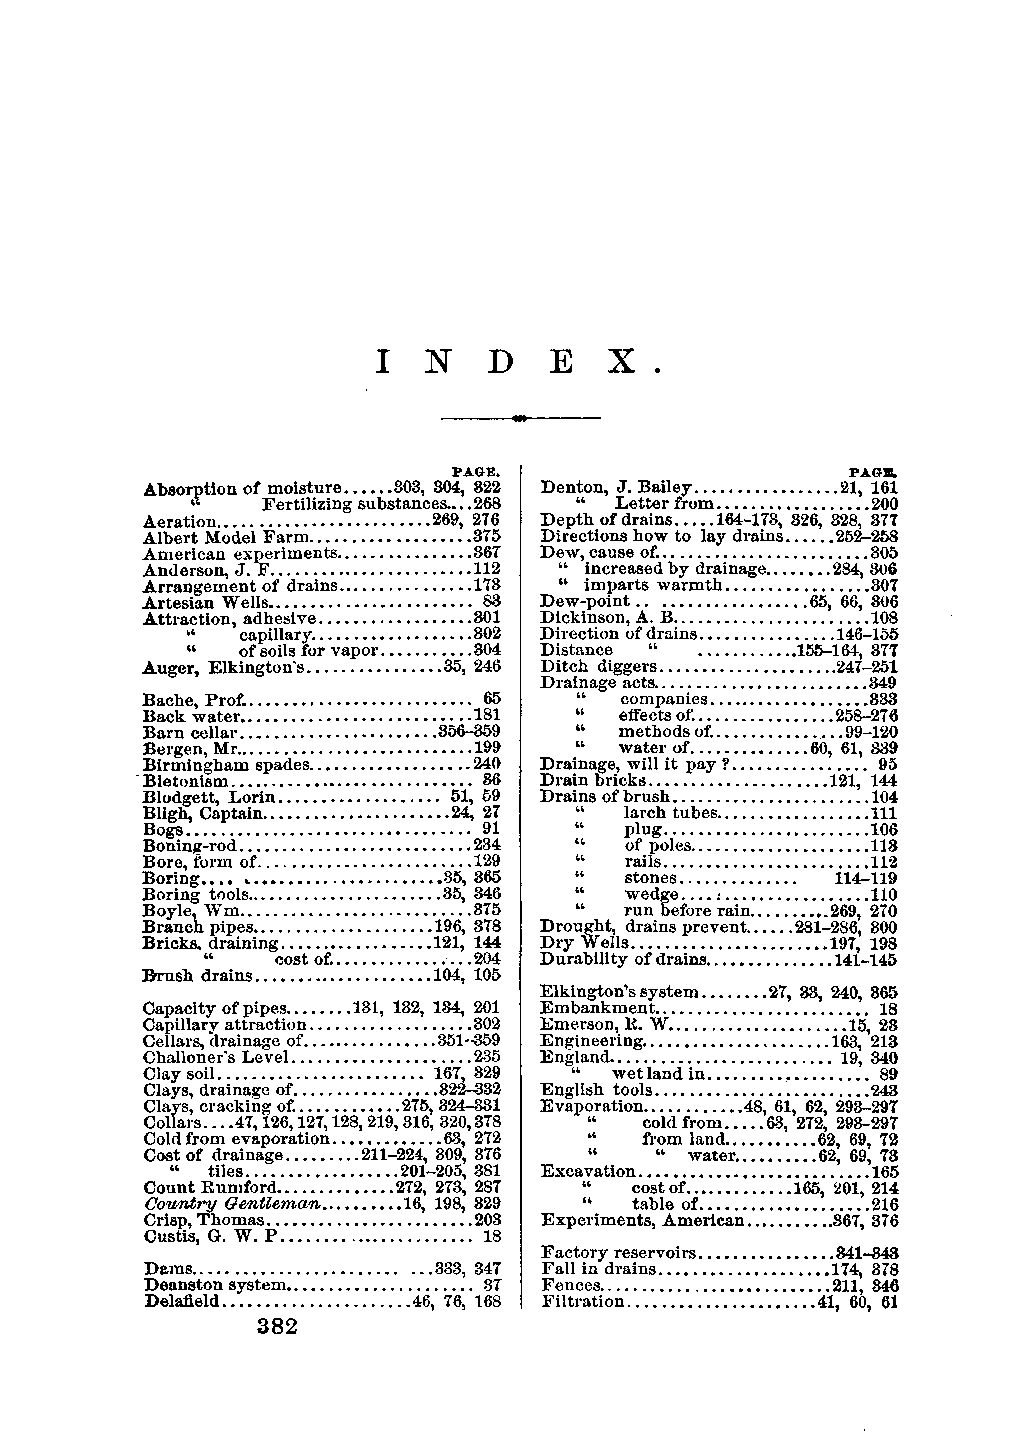 INDEX.
PAGE.
Absorption of moisture......303, 304, 322
“ Fertilizing substances....268
Aeration.........................269, 276
Albert Model Farm...................375
American experiments................367
Anderson, J. F........................112
Arrangement of drains................173
Artesian Wells........................ 83
Attraction, adhesive..................301
“ capillary...................302
“ of soils for vapor...........304
Auger, Elkington's................35, 246
Bache, Prof........................... 65
Back water...........................181
Barn cellar........................356-359
Bergen, Mr...........................199
Birmingham spades...................240
Bletonism............................ 36
Blodgett, Lorin................... 51, 59
Bligh, Captain......................24, 27
Bogs................................. 91
Boning-rod...........................234
Bore, form of.........................129
Boring.... ........................35, 365
Boring tools.......................35, 346
Boyle, Wm...........................375
Branch pipes.....................196, 378
Bricks, draining..................121, 144
“ cost of.................204
Brush drains.....................104, 105
Capacity of pipes........131, 132, 134, 201
Capillary attraction...................302
Cellars, drainage of................351-359
Challoner's Level.....................235
Clay soil........................ 167, 329
Clays, drainage of.................322-332
Clays, cracking of.............275, 324-331
Collars....47, 126, 127, 128, 219, 316, 320, 378
Cold from evaporation.............63, 272
Cost of drainage.........211-224, 309, 376
“ tiles..................201-205, 381
Count Rumford..............272, 273, 287
Country Gentleman..........16, 198, 329
Crisp, Thomas........................203
Custis, G. W. P....................... 18
Dams........................ ....333, 347
Deanston system...................... 37
Delafield......................46, 76, 168
382
PAGE.
Denton, J. Bailey.................21, 161
“ Letter from..................200
Depth of drains.....164-173, 326, 328, 377
Directions how to lay drains......252-258
Dew, cause of.........................305
“ increased by drainage........284, 306
“ imparts warmth.................307
Dew-point .. .................65, 66, 306
Dickinson, A. B.......................108
Direction of drains................146-155
Distance “ ...........155-164, 377
Ditch diggers.....................247-251
Drainage acts.........................349
“ companies...................333
“ effects of.................258-276
“ methods of................99-120
“ water of..............60, 61, 339
Drainage, will it pay ?................ 95
Drain bricks.....................121, 144
Drains of brush.......................104
“ larch tubes..................111
“ plug........................106
“ of poles.....................113
“ rails........................112
“ stones.............. 114-119
“ wedge......................110
“ run before rain.........269, 270
Drought, drains prevent......281-286, 300
Dry Wells.......................197, 198
Durability of drains...............141-145
Elkington's system........27, 33, 240, 365
Embankment......................... 18
Emerson, R. W.....................15, 23
Engineering......................163, 213
England.......................... 19, 340
“ wet land in................... 89
English tools..........................243
Evaporation............48, 61, 62, 293-297
“ cold from.....63, 272, 293-297
“ from land...........62, 69, 72
“ “ water..........62, 69, 73
Excavation...........................165
“ cost of.............165, 201, 214
“ table of....................216
Experiments, American..........367, 376
Factory reservoirs................341-343
Fall in drains....................174, 378
Fences...........................211, 346
Filtration......................41, 60, 61